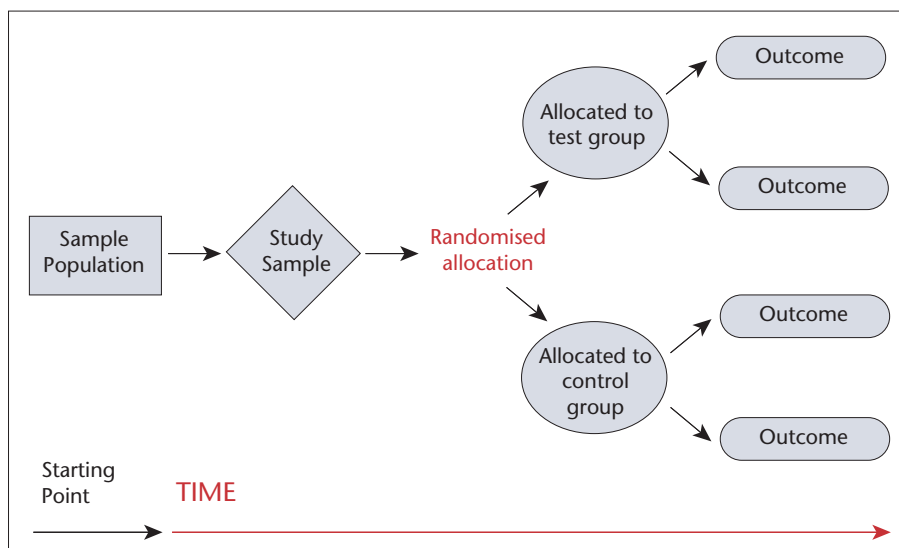 Sample
Population
Study
Sample
Randomised
allocation
Allocated to
test group
Outcome
Outcome
Allocated to
control
group
Outcome
Outcome
Starting
Point
TIME